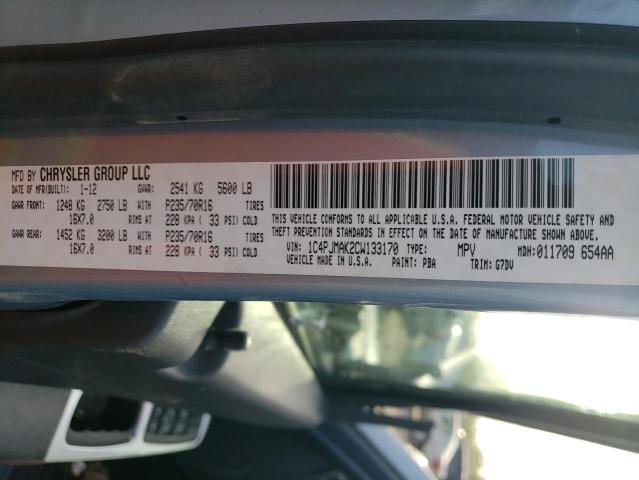 MFD BY CHRYSLER GROUP LLC
DATE OF MFR(BUILT): 1-12 GVWR: 2541 KG 5600 LB
GAWR FRONT: 1248 KG 2750 LB P235/70R16 TIRES
16X7.0 WITH RIMS AT 228 KPA ( 33 PSI) COLD
GAWR REAR: 1452 KG 3200 LB P235/70R16 TIRES
16X7.0 WITH RIMS AT 228 KPA ( 33 PSI) COLD
THIS VEHICLE CONFORMS TO ALL APPLICABLE U.S.A. FEDERAL MOTOR VEHICLE SAFETY AND
THEFT PREVENTION STANDARDS IN EFFECT ON THE DATE OF MANUFACTURE SHOWN ABOVE.
VIN: 1C4PJMAK2CW133170 TYPE: MPV MDH: 011709 654AA
VEHICLE MADE IN U.S.A. PAINT: PBA TRIM: G7DV